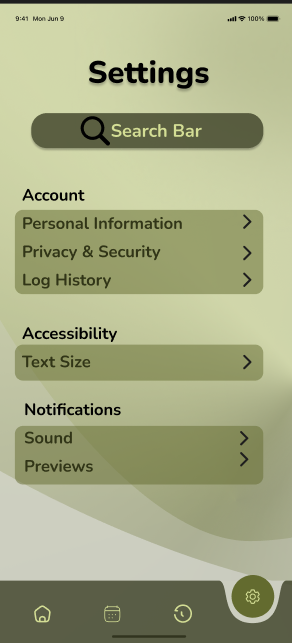 9:41 Mon Jun 9 100%
Settings
Search Bar
Account
Personal Information
Privacy & Security
Log History
Accessibility
Text Size
Notifications
Sound
Previews